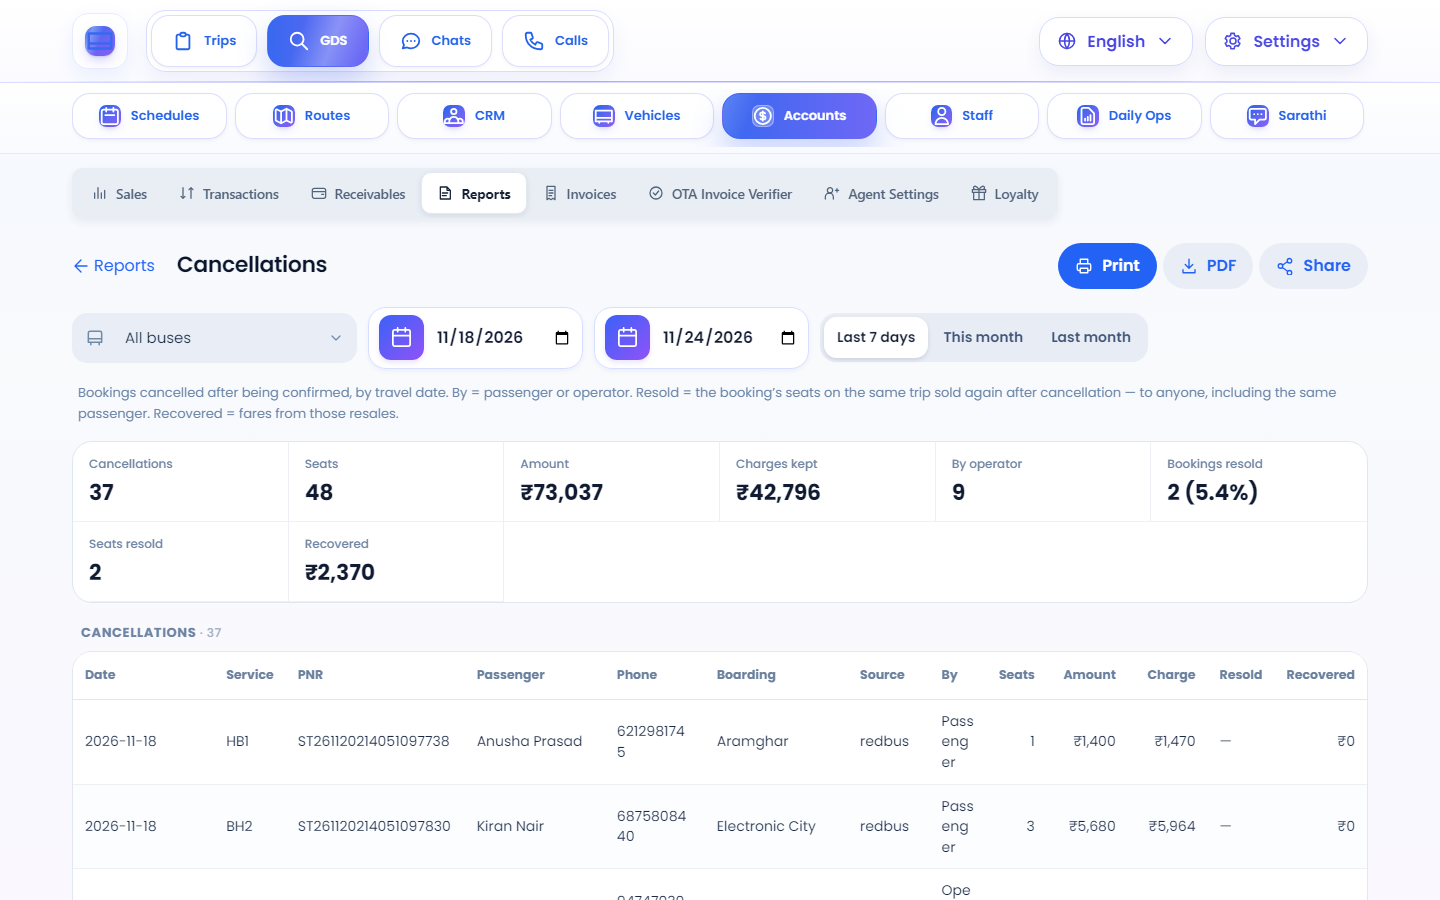 Trips
GDS
Chats
Calls
English
Settings
Schedules
Routes
CRM
Vehicles
Accounts
Staff
Daily Ops
Sarathi
Sales
Transactions
Receivables
Reports
Invoices
OTA Invoice Verifier
Agent Settings
Loyalty
Reports
Cancellations
Print
PDF
Share
All buses
11/18/2026
11/24/2026
Last 7 days
This month
Last month
Bookings cancelled after being confirmed, by travel date. By = passenger or operator. Resold = the booking's seats on the same trip sold again after cancellation — to anyone, including the same
passenger. Recovered = fares from those resales.
Cancellations
37
Seats
48
Amount
₹73,037
Charges kept
₹42,796
By operator
9
Bookings resold
2 (5.4%)
Seats resold
2
Recovered
₹2,370
CANCELLATIONS · 37
Date Service PNR Passenger Phone Boarding Source By Seats Amount Charge Resold Recovered
2026-11-18 HB1 ST261120214051097738 Anusha Prasad 621298174
5 Aramghar redbus Pass
eng
er 1 ₹1,400 ₹1,470 — ₹0
2026-11-18 BH2 ST261120214051097830 Kiran Nair 68758084
40 Electronic City redbus Pass
eng
er 3 ₹5,680 ₹5,964 — ₹0
Ope